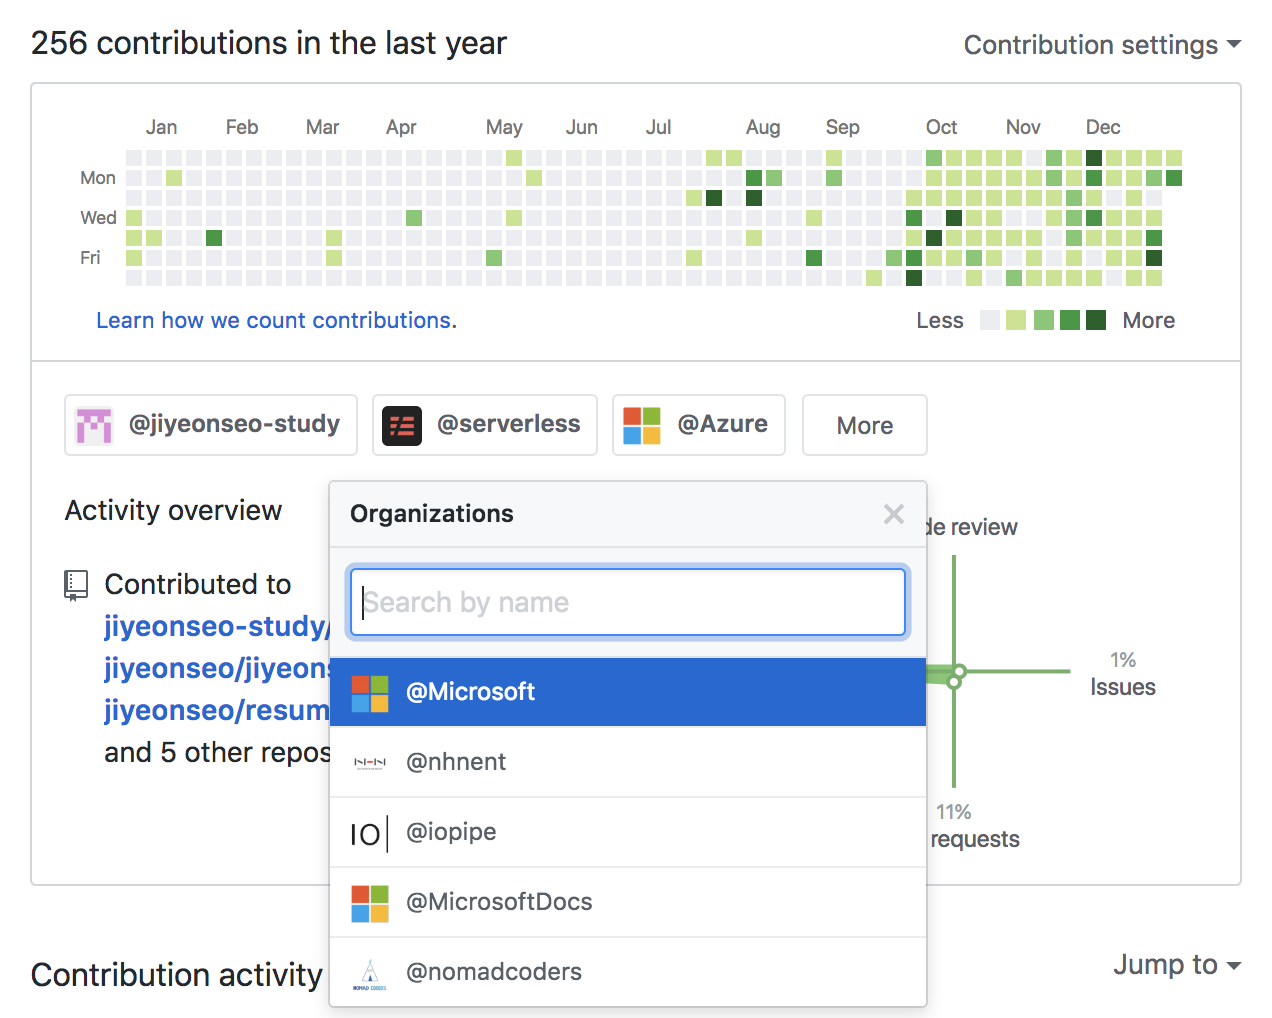 256 contributions in the last year
Contribution settings
Jan Feb Mar Apr May Jun Jul Aug Sep Oct Nov Dec
Mon
Wed
Fri
Learn how we count contributions.
Less More
@jiyeonseo-study @serverless @Azure More
Activity overview
Organizations
de review
Contributed to
Search by name
jiyeonseo-study/
jiyeonseo/jiyeons
1%
Issues
@Microsoft
jiyeonseo/resum
and 5 other repos
@nhnent
11%
requests
IO| @iopipe
@MicrosoftDocs
Contribution activity
Jump to
NOMAD CODERS @nomadcoders